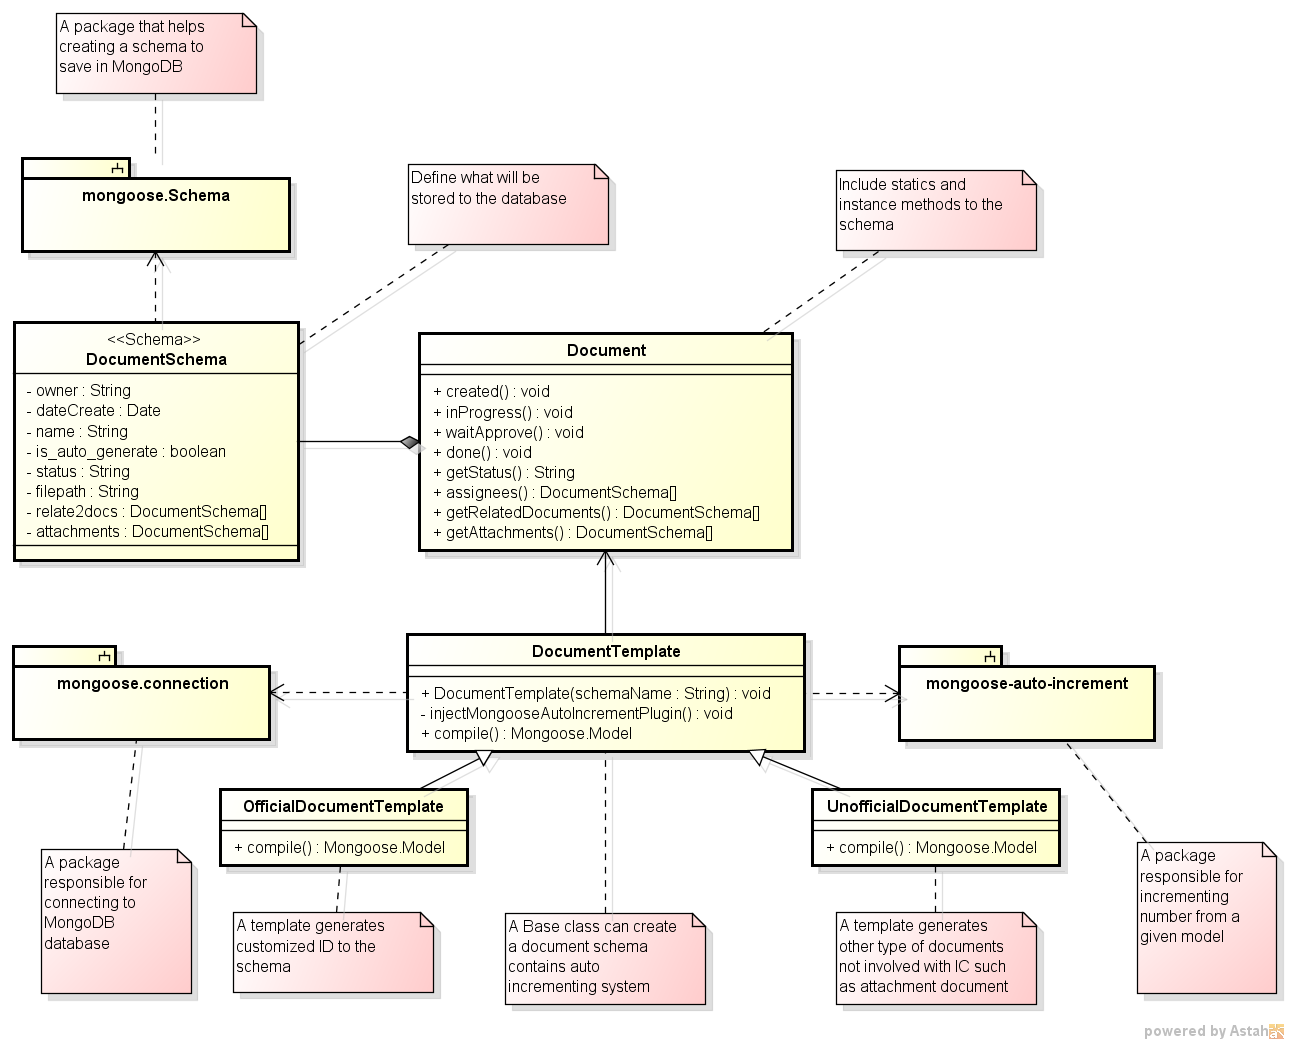 A package that helps
creating a schema to
save in MongoDB
mongoose.Schema
Define what will be
stored to the database
Include statics and
instance methods to the
schema
<<Schema>>
DocumentSchema
- owner : String
- dateCreate : Date
- name : String
- is_auto_generate : boolean
- status : String
- filepath : String
- relate2docs : DocumentSchema[]
- attachments : DocumentSchema[]
Document
+ created() : void
+ inProgress() : void
+ waitApprove() : void
+ done() : void
+ getStatus() : String
+ assignees() : DocumentSchema[]
+ getRelatedDocuments() : DocumentSchema[]
+ getAttachments() : DocumentSchema[]
mongoose.connection
DocumentTemplate
+ DocumentTemplate(schemaName : String) : void
- injectMongooseAutoIncrementPlugin() : void
+ compile() : Mongoose.Model
mongoose-auto-increment
OfficialDocumentTemplate
+ compile() : Mongoose.Model
UnofficialDocumentTemplate
+ compile() : Mongoose.Model
A package
responsible for
connecting to
MongoDB
database
A template generates
customized ID to the
schema
A Base class can create
a document schema
contains auto
incrementing system
A template generates
other type of documents
not involved with IC such
as attachment document
A package
responsible for
incrementing
number from a
given model
powered by Astah